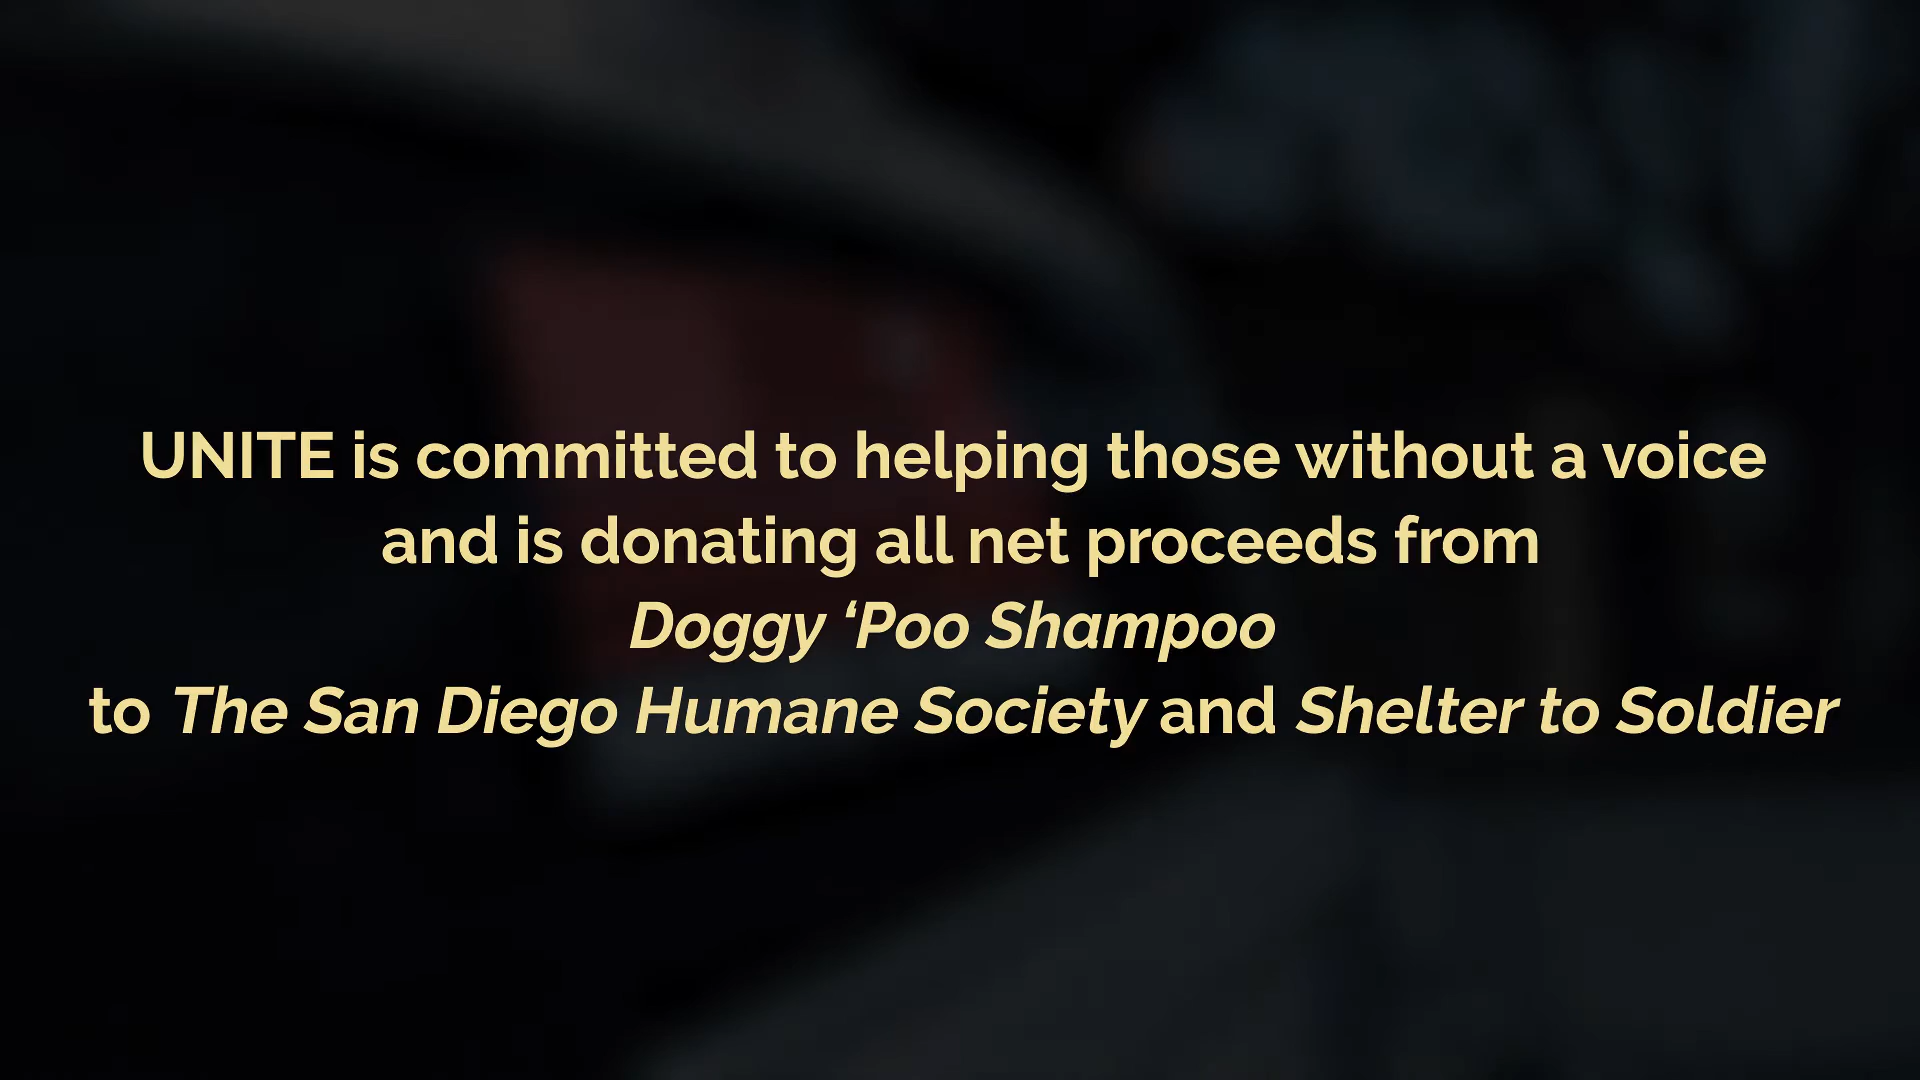 UNITE is committed to helping those without a voice
and is donating all net proceeds from
Doggy ‘Poo Shampoo
to The San Diego Humane Society and Shelter to Soldier